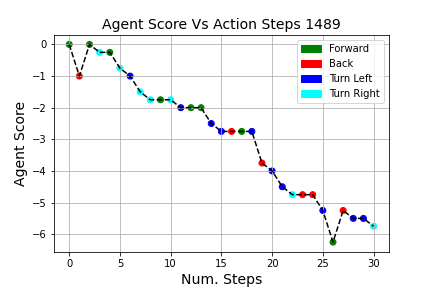 Agent Score Vs Action Steps 1489
Forward
Back
Turn Left
Turn Right
Agent Score
0
−1
−2
−3
−4
−5
−6
0 5 10 15 20 25 30
Num. Steps